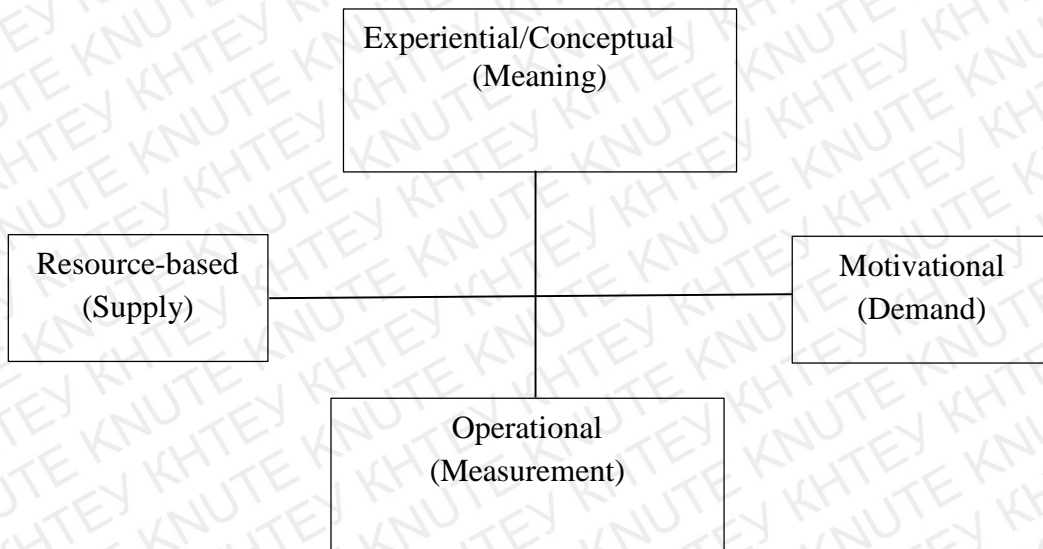 Experiential/Conceptual
(Meaning)
Resource-based
(Supply)
Motivational
(Demand)
Operational
(Measurement)